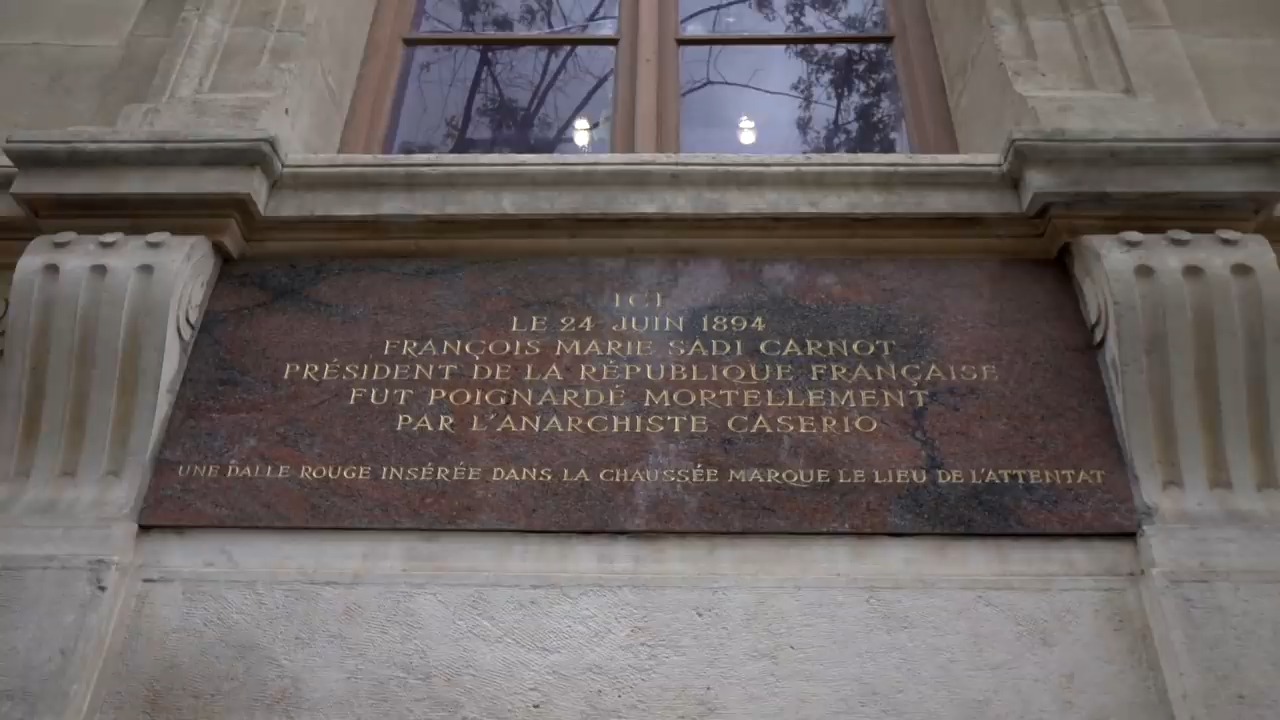 ICI
LE 24 JUIN 1894
FRANÇOIS MARIE SADI CARNOT
PRÉSIDENT DE LA RÉPUBLIQUE FRANÇAISE
FUT POIGNARDÉ MORTELLEMENT
PAR L'ANARCHISTE CASERIO
UNE DALLE ROUGE INSÉRÉE DANS LA CHAUSSÉE MARQUE LE LIEU DE L'ATTENTAT